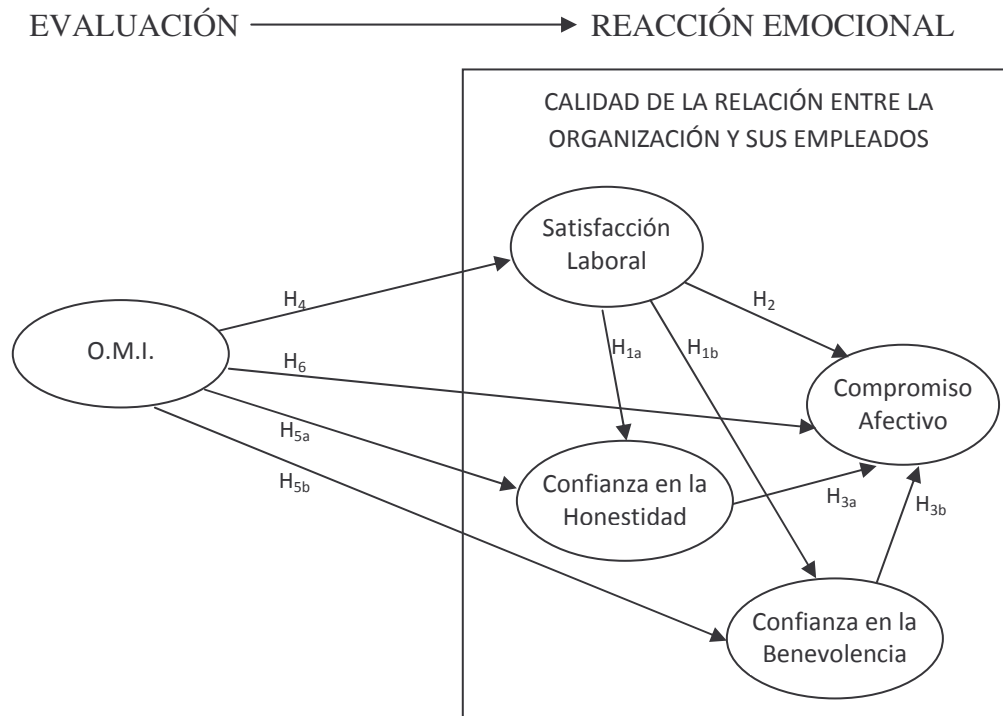 EVALUACIÓN
REACCIÓN EMOCIONAL
CALIDAD DE LA RELACIÓN ENTRE LA
ORGANIZACIÓN Y SUS EMPLEADOS
Satisfacción
Laboral
H4
H2
O.M.I.
H1a
H1b
H6
Compromiso
Afectivo
H5a
H5b
Confianza en la
Honestidad
H3a
H3b
Confianza en la
Benevolencia